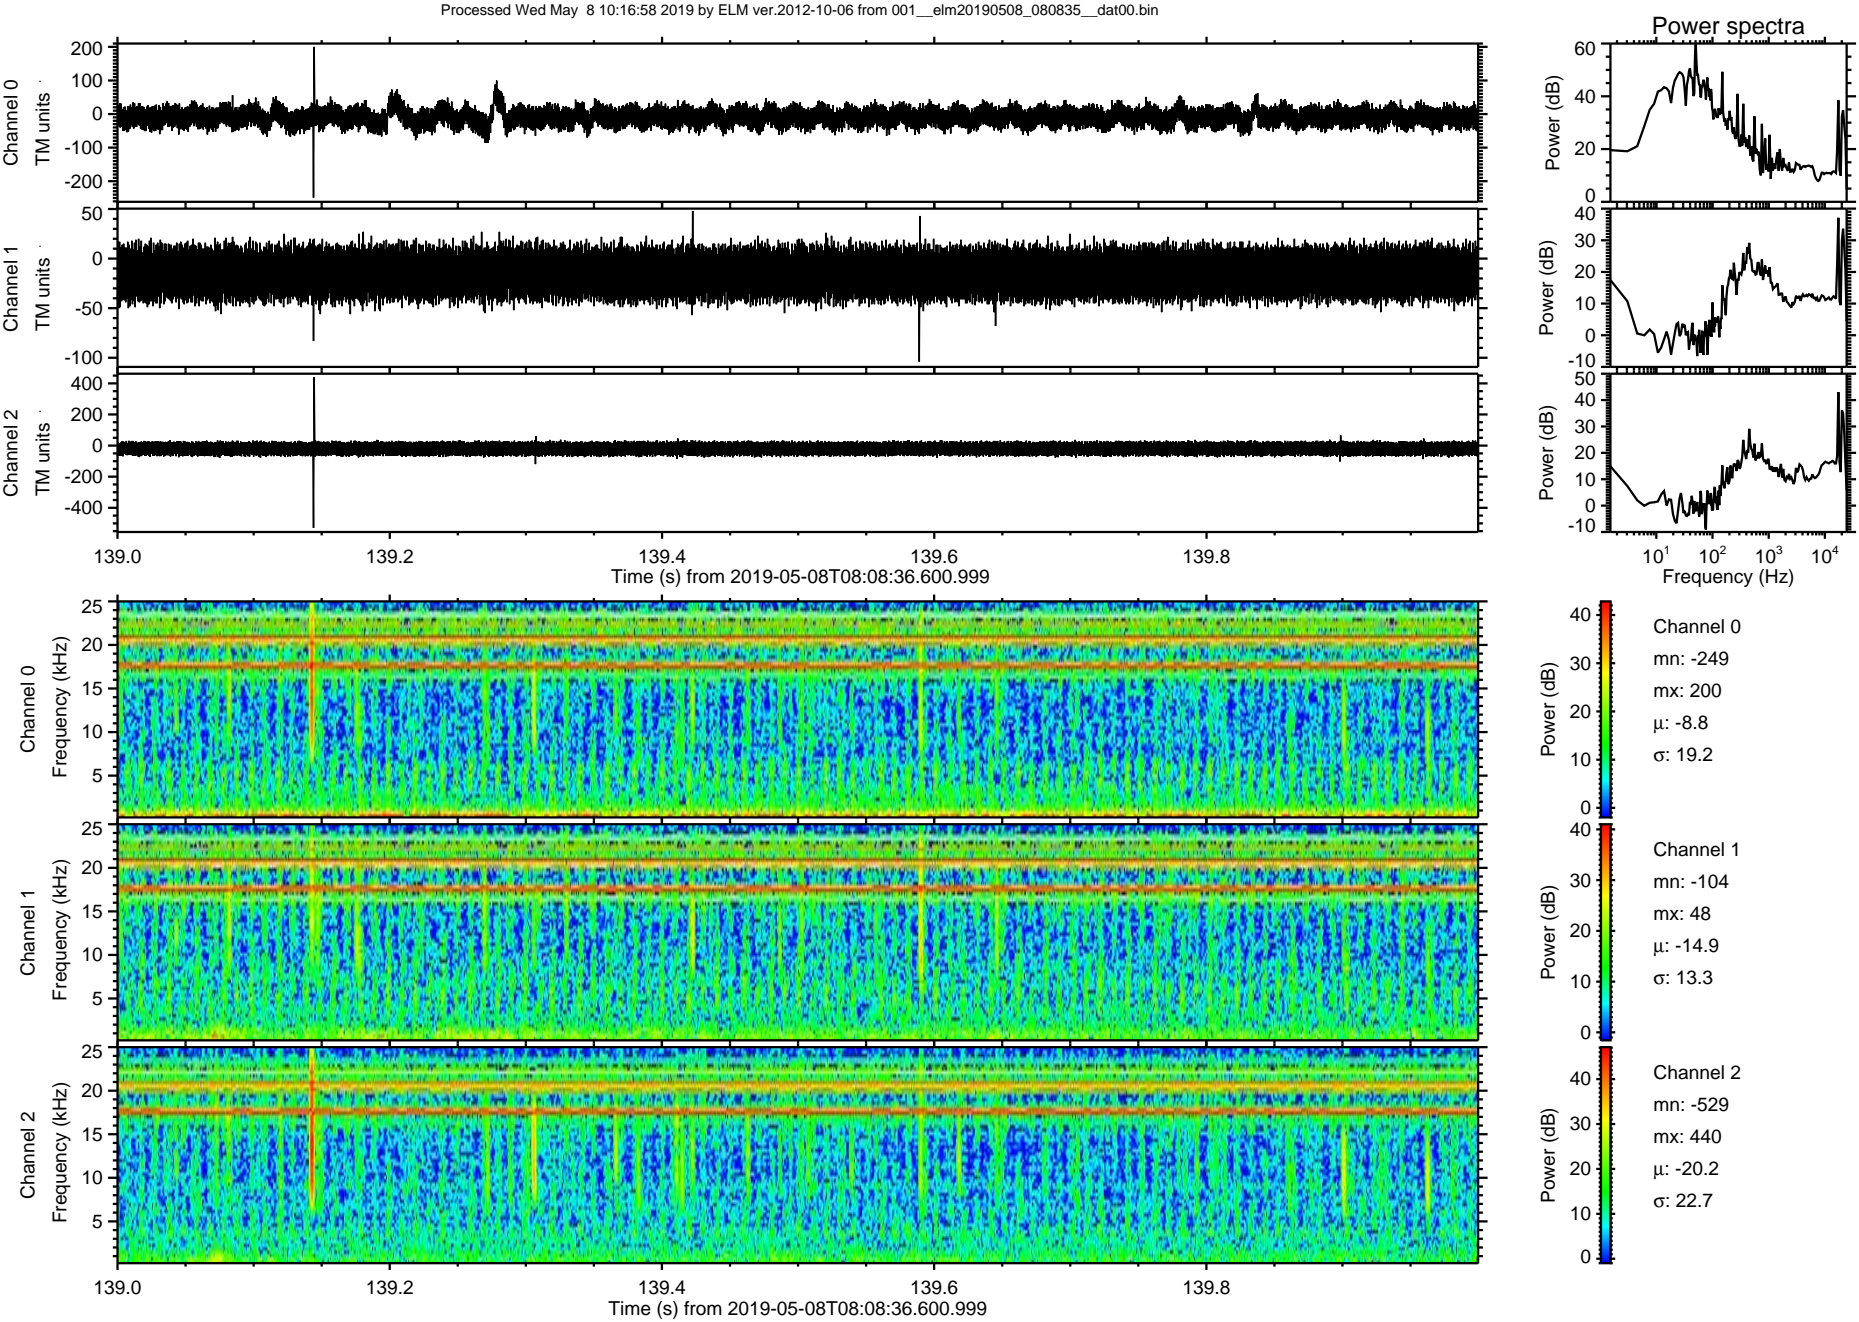 Processed Wed May  8 10:16:58 2019 by ELM ver.2012-10-06 from 001__elm20190508_080835__dat00.bin
Power spectra
Channel 0
TM units
200
100
0
-100
-200
Power (dB)
60
40
20
0
Channel 1
TM units
50
0
-50
-100
Power (dB)
40
30
20
10
0
-10
Channel 2
TM units
400
200
0
-200
-400
Power (dB)
50
40
30
20
10
0
-10
139.0 139.2 139.4 139.6 139.8
Time (s) from 2019-05-08T08:08:36.600.999
10¹ 10² 10³ 10⁴
Frequency (Hz)
Channel 0
Frequency (kHz)
25
20
15
10
5
Power (dB)
40
30
20
10
0
Channel 0
mn: -249
mx: 200
μ: -8.8
σ: 19.2
Channel 1
Frequency (kHz)
25
20
15
10
5
Power (dB)
40
30
20
10
0
Channel 1
mn: -104
mx: 48
μ: -14.9
σ: 13.3
Channel 2
Frequency (kHz)
25
20
15
10
5
Power (dB)
40
30
20
10
0
Channel 2
mn: -529
mx: 440
μ: -20.2
σ: 22.7
139.0 139.2 139.4 139.6 139.8
Time (s) from 2019-05-08T08:08:36.600.999